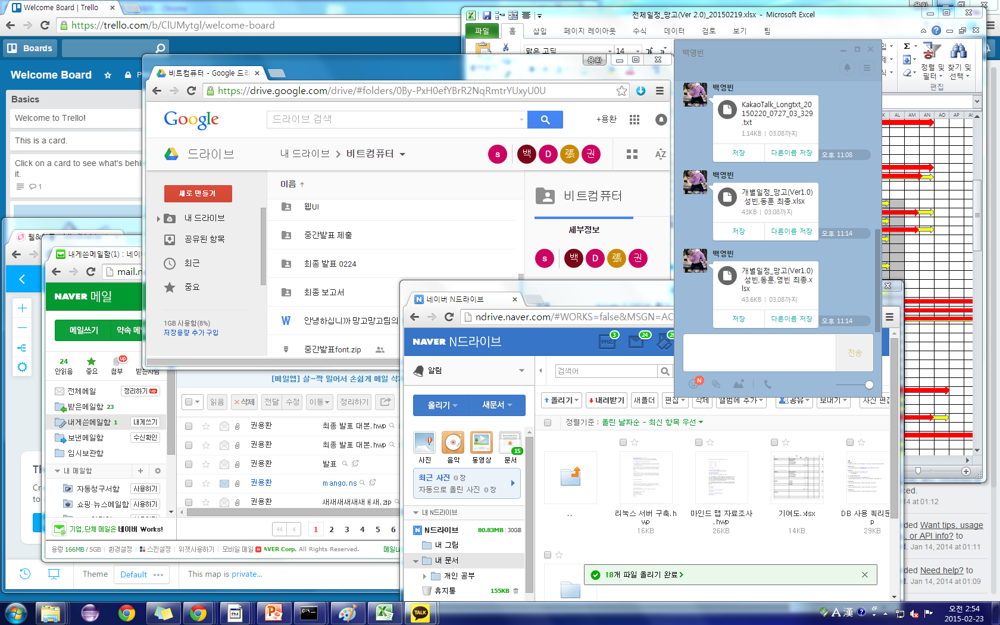 Welcome Board | Trello
https://trello.com/b/ClUMytgl/welcome-board
Boards
Welcome Board
Basics
Welcome to Trello!
This is a card.
Click on a card to see what's behi
it.
1
전체일정_망고(Ver 2.0)_20150219.xlsx - Microsoft Excel
파일
홈
삽입
페이지 레이아웃
수식
데이터
검토
보기
팀
맑은 고딕
14
정렬 및 찾기 및
필터 선택
편집
AL AM AN AO AP
용환
비트컴퓨터 - Google 드라
https://drive.google.com/drive/#folders/0By-PxH0efYBrR2NqRmtrYUxyU0U
Google
드라이브 검색
+용환
드라이브
내 드라이브 > 비트컴퓨터
s 백 D 張 권
AZ
새로 만들기
내 드라이브
공유된 항목
최근
중요
1GB 사용함(8%)
저장용량 추가 구입
이름 ↑
웹UI
중간발표 제출
최종 발표 0224
최종 보고서
안녕하십니까 망고망고팀의
중간발표font.zip
비트컴퓨터
세부정보
s 백 D 張 권
백영빈
백영빈
KakaoTalk_Longtxt_20
150220_0727_03_329
.txt
1.14KB | 03.08까지
저장
다른이름 저장
오후 11:08
백영빈
개별일정_망고(Ver1.0)
성빈,동훈 최종.xlsx
43KB | 03.08까지
저장
다른이름 저장
오후 11:14
백영빈
개별일정_망고(Ver1.0)
성빈,동훈,영빈 최종.x
lsx
43.6KB | 03.08까지
저장
다른이름 저장
오후 11:14
전송
N
내게쓴메일함(1) : 네이
mail.n
NAVER 메일
메일쓰기
약속 메
24
안읽음
중요
up
첨부
받는사람
전체메일
정리하기 up
받은메일함 23
내게쓴메일함 1
내게쓰기
보낸메일함
수신확인
임시보관함
내 메일함
자동청구서함
사용하기
쇼핑·뉴스메일함
사용하기
기업,단체 메일은 네이버 Works!
용량 166MB / 5GB | 환경설정 | 스킨설정 | 위젯사용하기 | 모바일 메일 N AVER Corp. All Rights Reserved.
[메일앱] 살~짝 밀어서 손쉽게 메일 삭
읽음
×삭제
전달
수정
이동
정리하기
권용환
최종 발표 대본.hwp
권용환
최종 발표 대본.hwp
권용환
발표
권용환
mango.ns
권용환
1 2 3 4 5 6
네이버 N드라이브
ndrive.naver.com/#WORKS=false&MSGN=AC
NAVER N드라이브
me
3
24
알림
검색어
올리기
새문서
사진
음악
동영상
문서
15
최근 사진 0장
자동으로 올린 사진 0장
내 N드라이브
N드라이브
80.83MB | 30GB
내 그림
내 문서
개인 공부
휴지통
155KB
올리기
내려받기
새폴더
편집
삭제
앨범에 추가
공유
보내기
사진 편집
정렬기준 : 올린 날짜순 - 최신 항목 우선
..
리눅스 서버 구축.h
wp
16KB
마인드 맵 자료조사
.hwp
26KB
기여도.xlsx
14KB
DB 사용 쿼리문
p
29KB
18개 파일 올리기 완료
ced.
14 at 01:12
ded Want tips, usage
, or API info? to
. Jan 14, 2014 at 01:11
ded Need help? to
. Jan 14, 2014 at 01:09
Th
Cr
to
Theme
Default
This map is private...
TALK
A 漢
오전 2:54
2015-02-23